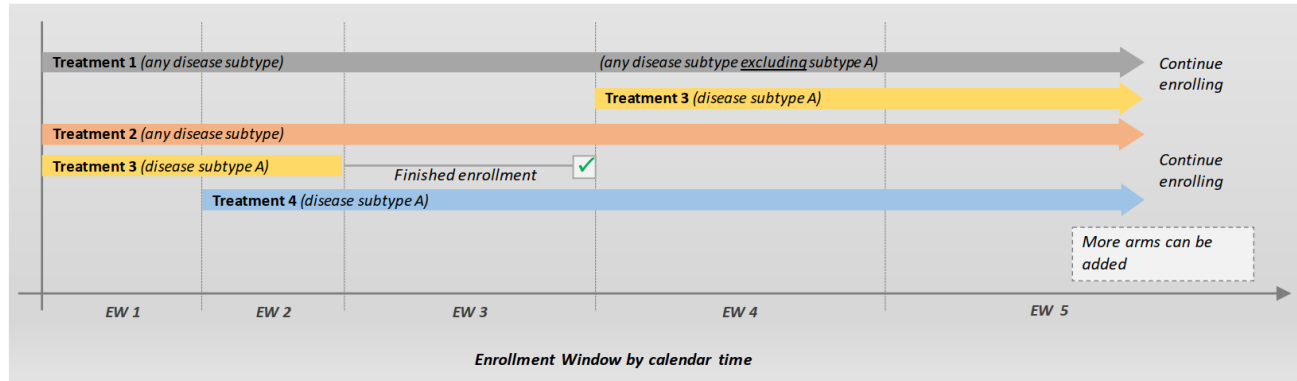 Treatment 1 (any disease subtype)
(any disease subtype excluding subtype A)
Continue
enrolling
Treatment 3 (disease subtype A)
Treatment 2 (any disease subtype)
Treatment 3 (disease subtype A)
Finished enrollment
Continue
enrolling
Treatment 4 (disease subtype A)
More arms can be
added
EW 1
EW 2
EW 3
EW 4
EW 5
Enrollment Window by calendar time